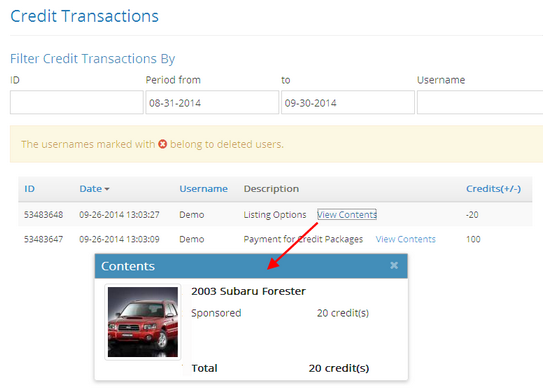 Credit Transactions
Filter Credit Transactions By
ID Period from to Username
08-31-2014 09-30-2014
The usernames marked with belong to deleted users.
ID Date Username Description Credits(+/-)
53483648 09-26-2014 13:03:27 Demo Listing Options View Contents -20
53483647 09-26-2014 13:03:09 Demo Payment for Credit Packages View Contents 100
Contents
2003 Subaru Forester
Sponsored 20 credit(s)
Total 20 credit(s)